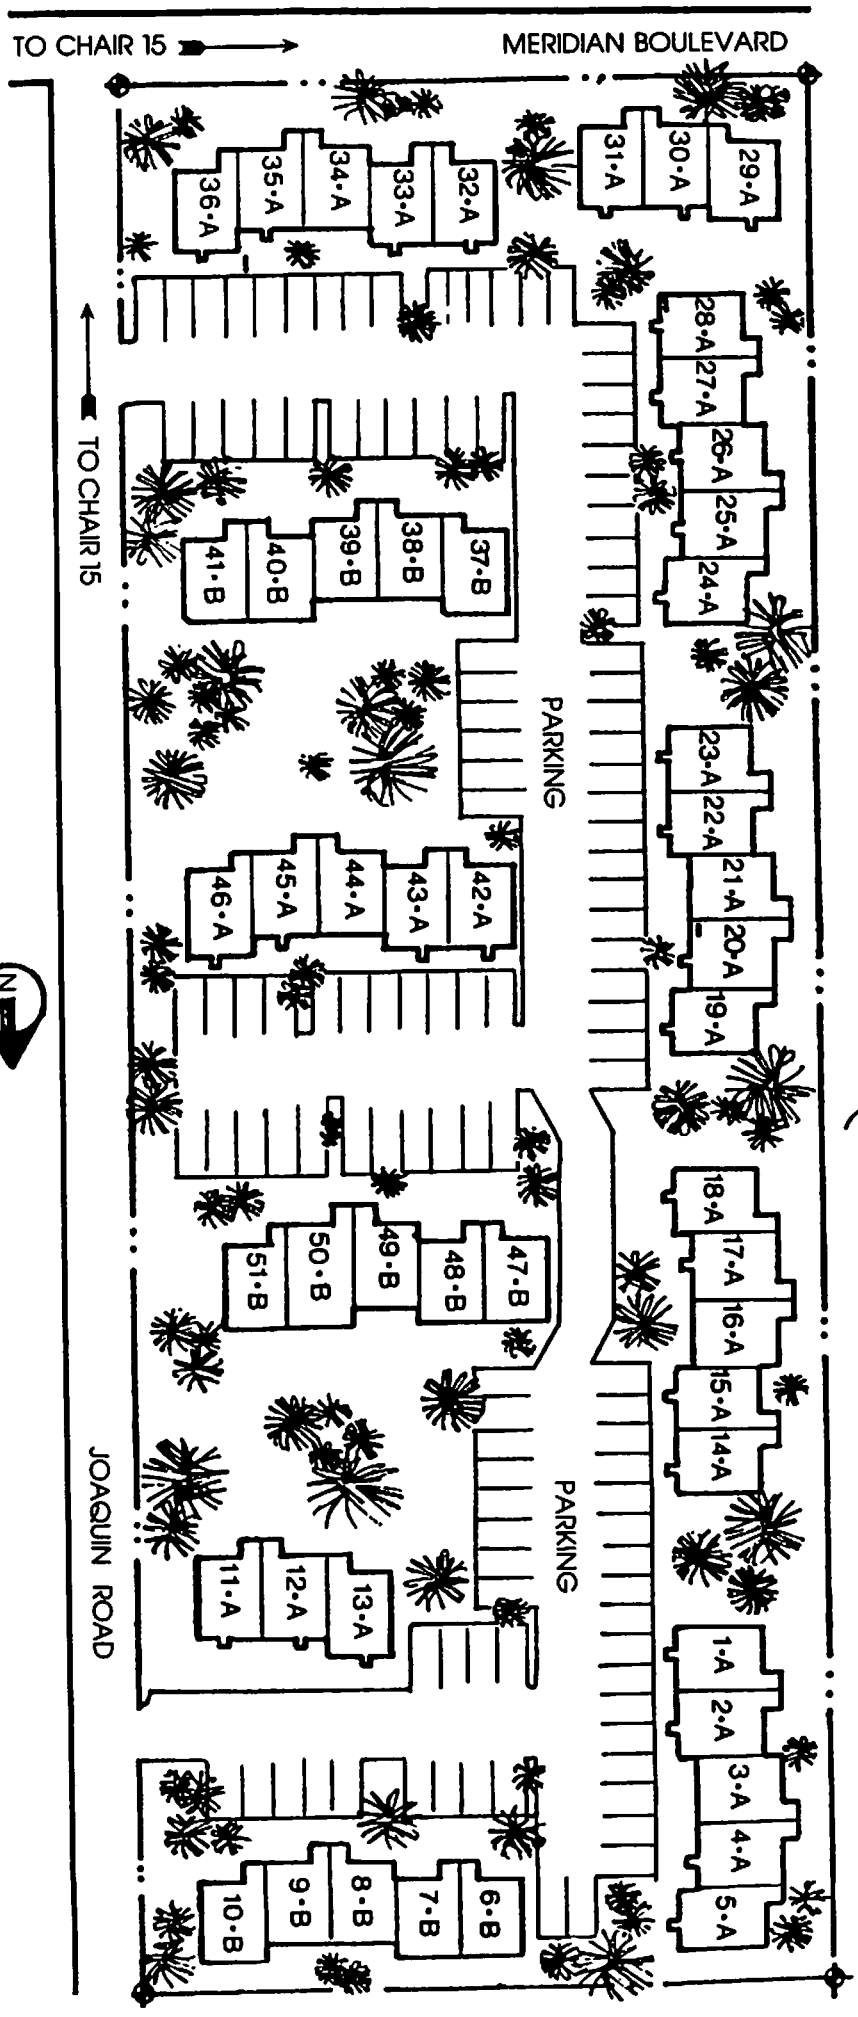 TO CHAIR 15
MERIDIAN BOULEVARD
36•A
35•A
34•A
33•A
32•A
31•A
30•A
29•A
28•A
27•A
26•A
25•A
24•A
TO CHAIR 15
41•B
40•B
39•B
38•B
37•B
PARKING
23•A
22•A
21•A
20•A
19•A
46•A
45•A
44•A
43•A
42•A
N
18•A
17•A
16•A
15•A
14•A
51•B
50•B
49•B
48•B
47•B
JOAQUIN ROAD
PARKING
11•A
12•A
13•A
1•A
2•A
3•A
4•A
5•A
10•B
9•B
8•B
7•B
6•B